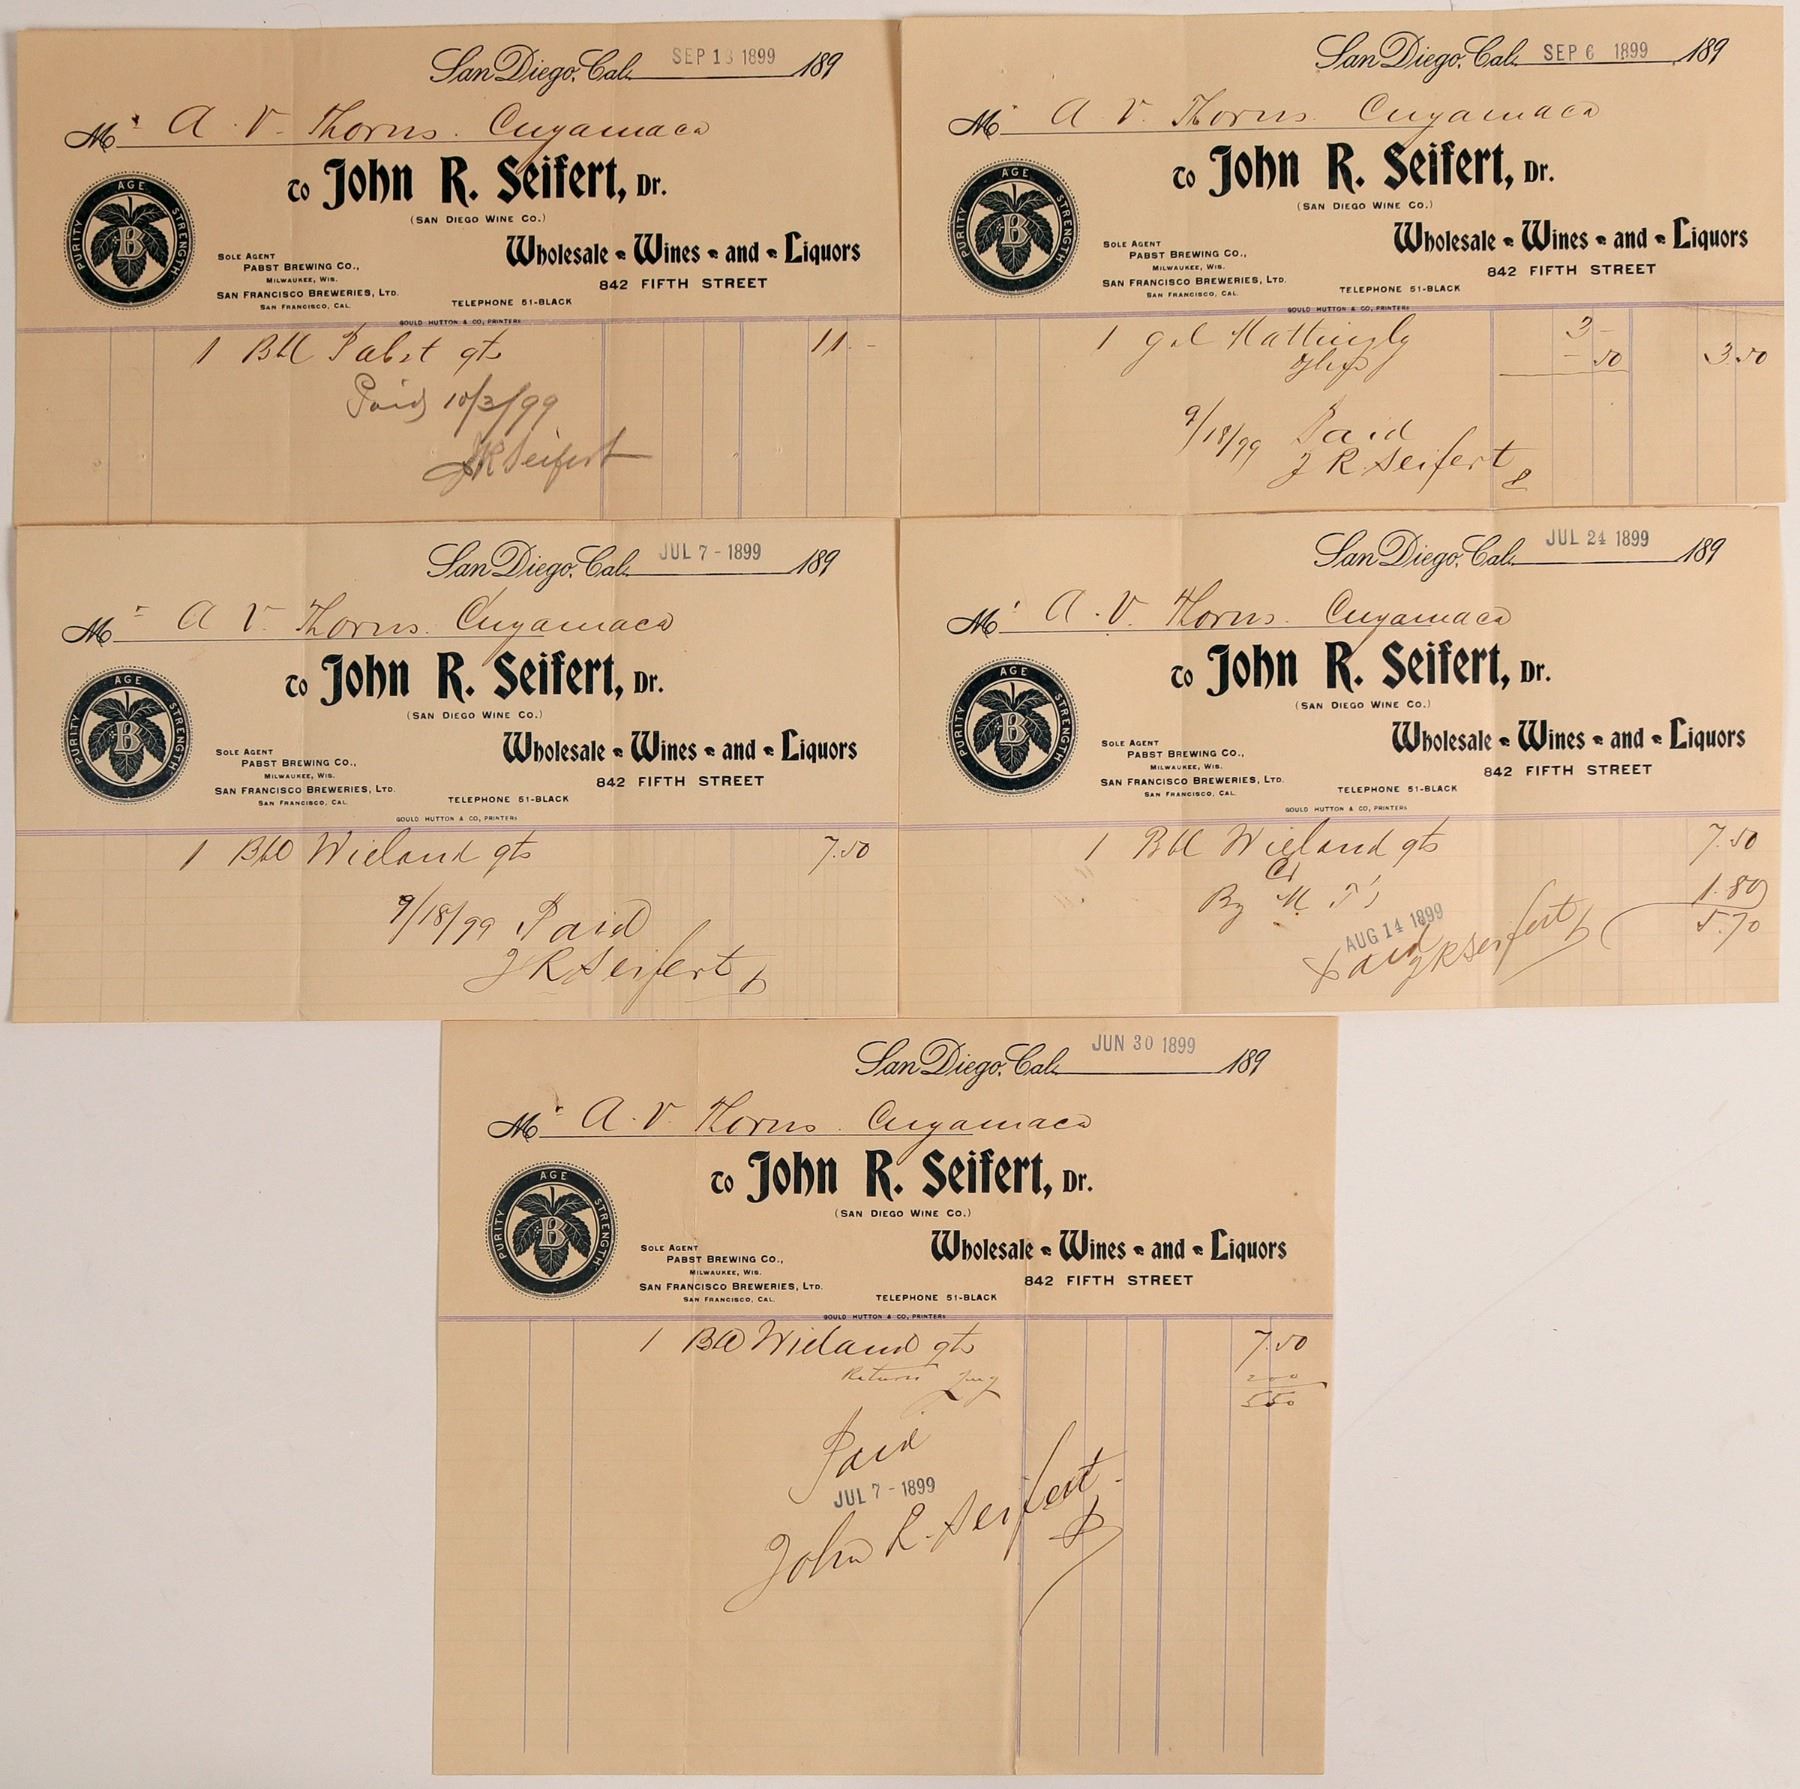 San Diego, Cal. SEP 13 1899 189
Mr A. V. Thorns. Cuyamaca
To John R. Seifert, Dr.
(SAN DIEGO WINE CO.)
Wholesale Wines and Liquors
842 FIFTH STREET
PURITY AGE STRENGTH
B
SOLE AGENT
PABST BREWING CO.,
MILWAUKEE, WIS.
SAN FRANCISCO BREWERIES, LTD.
SAN FRANCISCO, CAL.
TELEPHONE 51-BLACK
GOULD HUTTON & CO, PRINTERS
1 Bbl Pabst qts 11.-
Paid 10/3/99
JR Seifert
San Diego, Cal. SEP 6 1899 189
Mr A. V. Thorns. Cuyamaca
To John R. Seifert, Dr.
(SAN DIEGO WINE CO.)
Wholesale Wines and Liquors
842 FIFTH STREET
PURITY AGE STRENGTH
B
SOLE AGENT
PABST BREWING CO.,
MILWAUKEE, WIS.
SAN FRANCISCO BREWERIES, LTD.
SAN FRANCISCO, CAL.
TELEPHONE 51-BLACK
GOULD HUTTON & CO, PRINTERS
1 gal Mattingly 3-
-50 3.50
9/18/99 Paid
J R Seifert
San Diego, Cal. JUL 7 - 1899 189
Mr A V. Thorns. Cuyamaca
To John R. Seifert, Dr.
(SAN DIEGO WINE CO.)
Wholesale Wines and Liquors
842 FIFTH STREET
PURITY AGE STRENGTH
B
SOLE AGENT
PABST BREWING CO.,
MILWAUKEE, WIS.
SAN FRANCISCO BREWERIES, LTD.
SAN FRANCISCO, CAL.
TELEPHONE 51-BLACK
GOULD HUTTON & CO, PRINTERS
1 Bbl Wieland qts 7.50
9/18/99 Paid
J R Seifert
San Diego, Cal. JUL 24 1899 189
Mr A. V. Thorns. Cuyamaca
To John R. Seifert, Dr.
(SAN DIEGO WINE CO.)
Wholesale Wines and Liquors
842 FIFTH STREET
PURITY AGE STRENGTH
B
SOLE AGENT
PABST BREWING CO.,
MILWAUKEE, WIS.
SAN FRANCISCO BREWERIES, LTD.
SAN FRANCISCO, CAL.
TELEPHONE 51-BLACK
GOULD HUTTON & CO, PRINTERS
1 Bbl Wieland qts 7.50
Cr
By M T's 1.80
5.70
AUG 14 1899
Paid J R Seifert
San Diego, Cal. JUN 30 1899 189
Mr A. V. Thorns. Cuyamaca
To John R. Seifert, Dr.
(SAN DIEGO WINE CO.)
Wholesale Wines and Liquors
842 FIFTH STREET
PURITY AGE STRENGTH
B
SOLE AGENT
PABST BREWING CO.,
MILWAUKEE, WIS.
SAN FRANCISCO BREWERIES, LTD.
SAN FRANCISCO, CAL.
TELEPHONE 51-BLACK
GOULD HUTTON & CO, PRINTERS
1 Bbl Wieland qts 7.50
Return Jug 200
550
Paid
JUL 7 - 1899
John R. Seifert